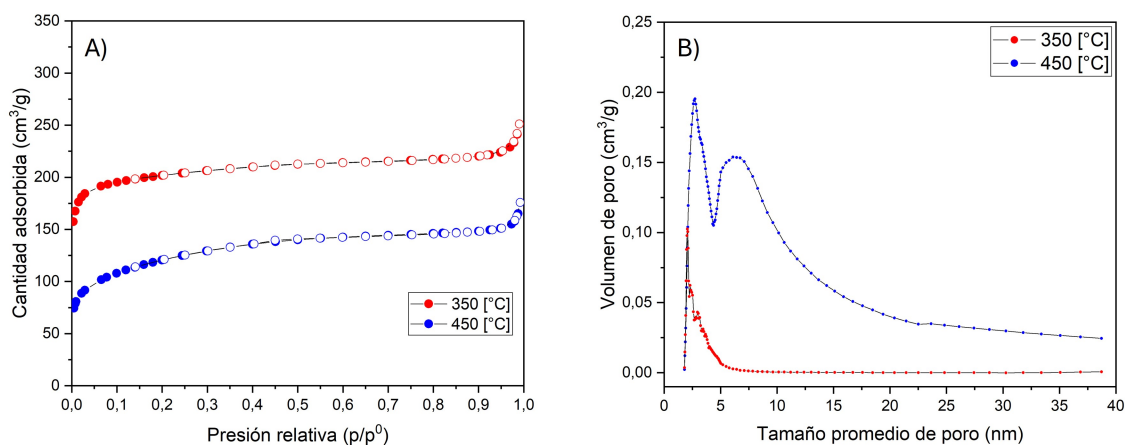 A)
Cantidad adsorbida (cm³/g)
350
300
250
200
150
100
50
0
0,0 0,1 0,2 0,3 0,4 0,5 0,6 0,7 0,8 0,9 1,0
Presión relativa (p/p⁰)
350 [°C]
450 [°C]
B)
Volumen de poro (cm³/g)
0,25
0,20
0,15
0,10
0,05
0,00
0 5 10 15 20 25 30 35 40
Tamaño promedio de poro (nm)
350 [°C]
450 [°C]